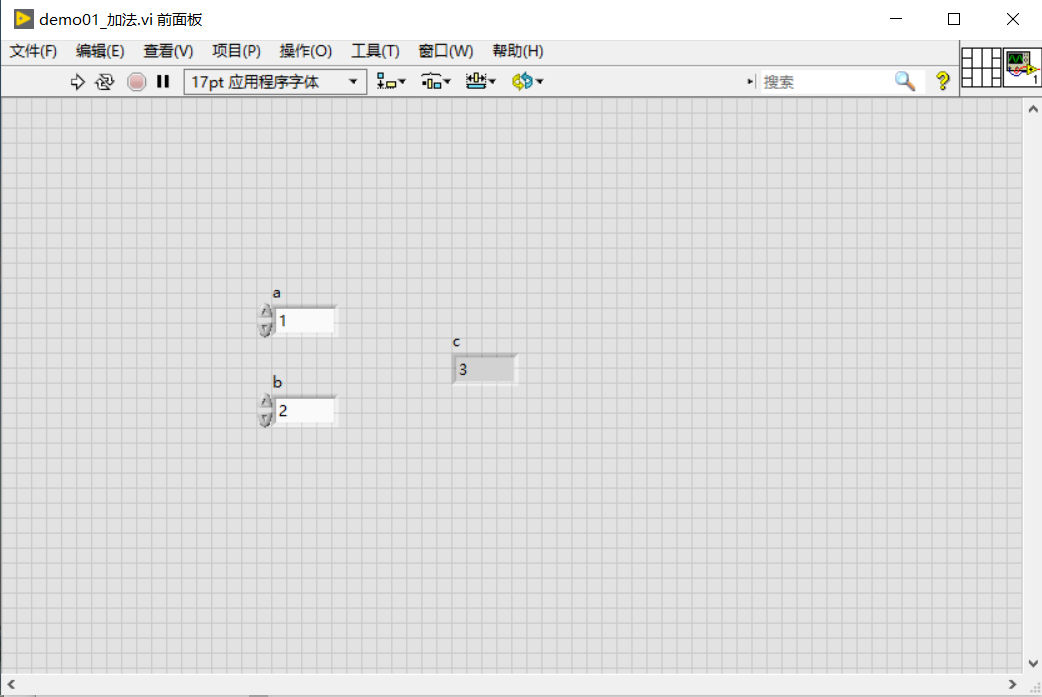 demo01_加法.vi 前面板
文件(F) 编辑(E) 查看(V) 项目(P) 操作(O) 工具(T) 窗口(W) 帮助(H)
17pt 应用程序字体 搜索 ? 1
a
1
c
3
b
2